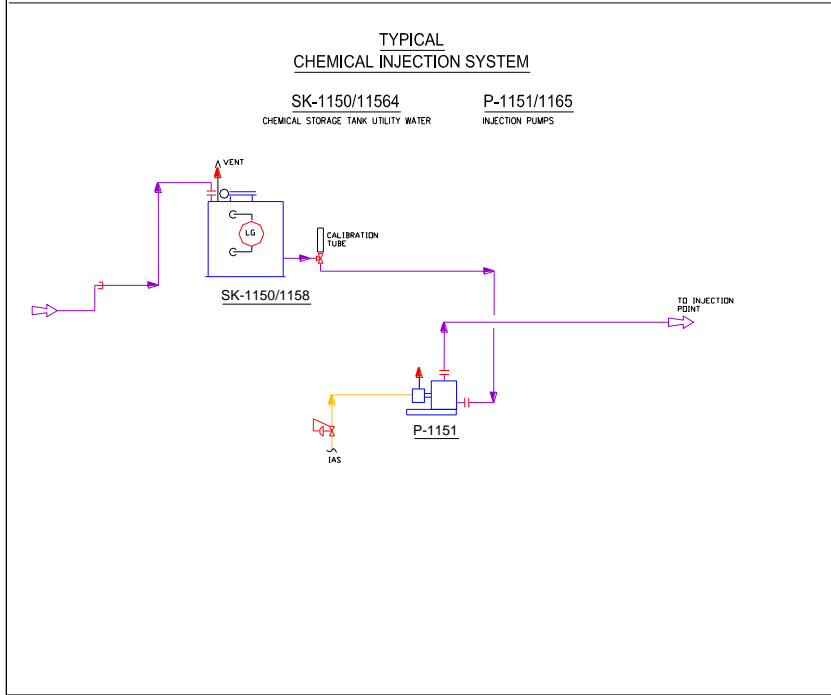 TYPICAL
CHEMICAL INJECTION SYSTEM
SK-1150/11564
P-1151/1165
CHEMICAL STORAGE TANK UTILITY WATER
INJECTION PUMPS
VENT
LG
CALIBRATION
TUBE
SK-1150/1158
TO INJECTION
POINT
P-1151
IAS